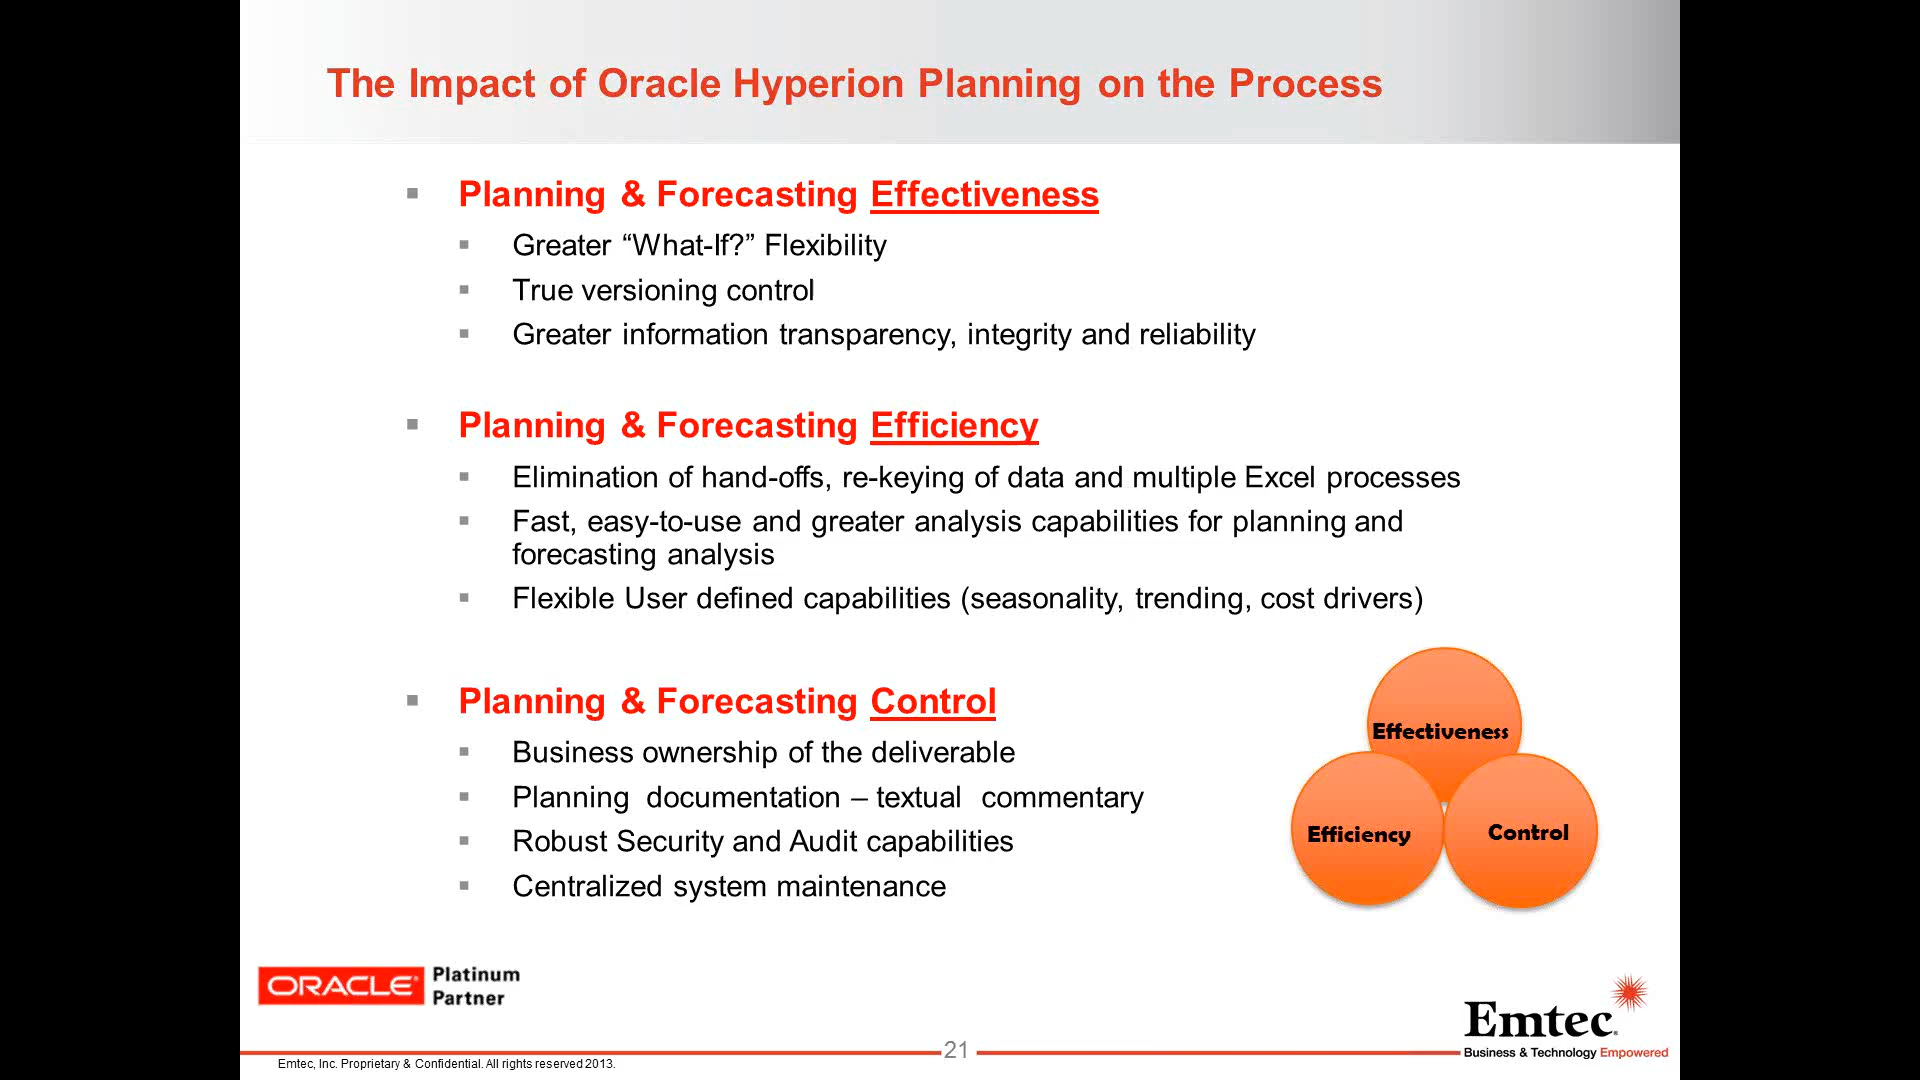 The Impact of Oracle Hyperion Planning on the Process
Planning & Forecasting Effectiveness
Greater “What-If?” Flexibility
True versioning control
Greater information transparency, integrity and reliability
Planning & Forecasting Efficiency
Elimination of hand-offs, re-keying of data and multiple Excel processes
Fast, easy-to-use and greater analysis capabilities for planning and
forecasting analysis
Flexible User defined capabilities (seasonality, trending, cost drivers)
Planning & Forecasting Control
Business ownership of the deliverable
Planning documentation – textual commentary
Robust Security and Audit capabilities
Centralized system maintenance
Effectiveness
Efficiency
Control
ORACLE Platinum
Partner
Emtec
Business & Technology Empowered
21
Emtec, Inc. Proprietary & Confidential. All rights reserved 2013.